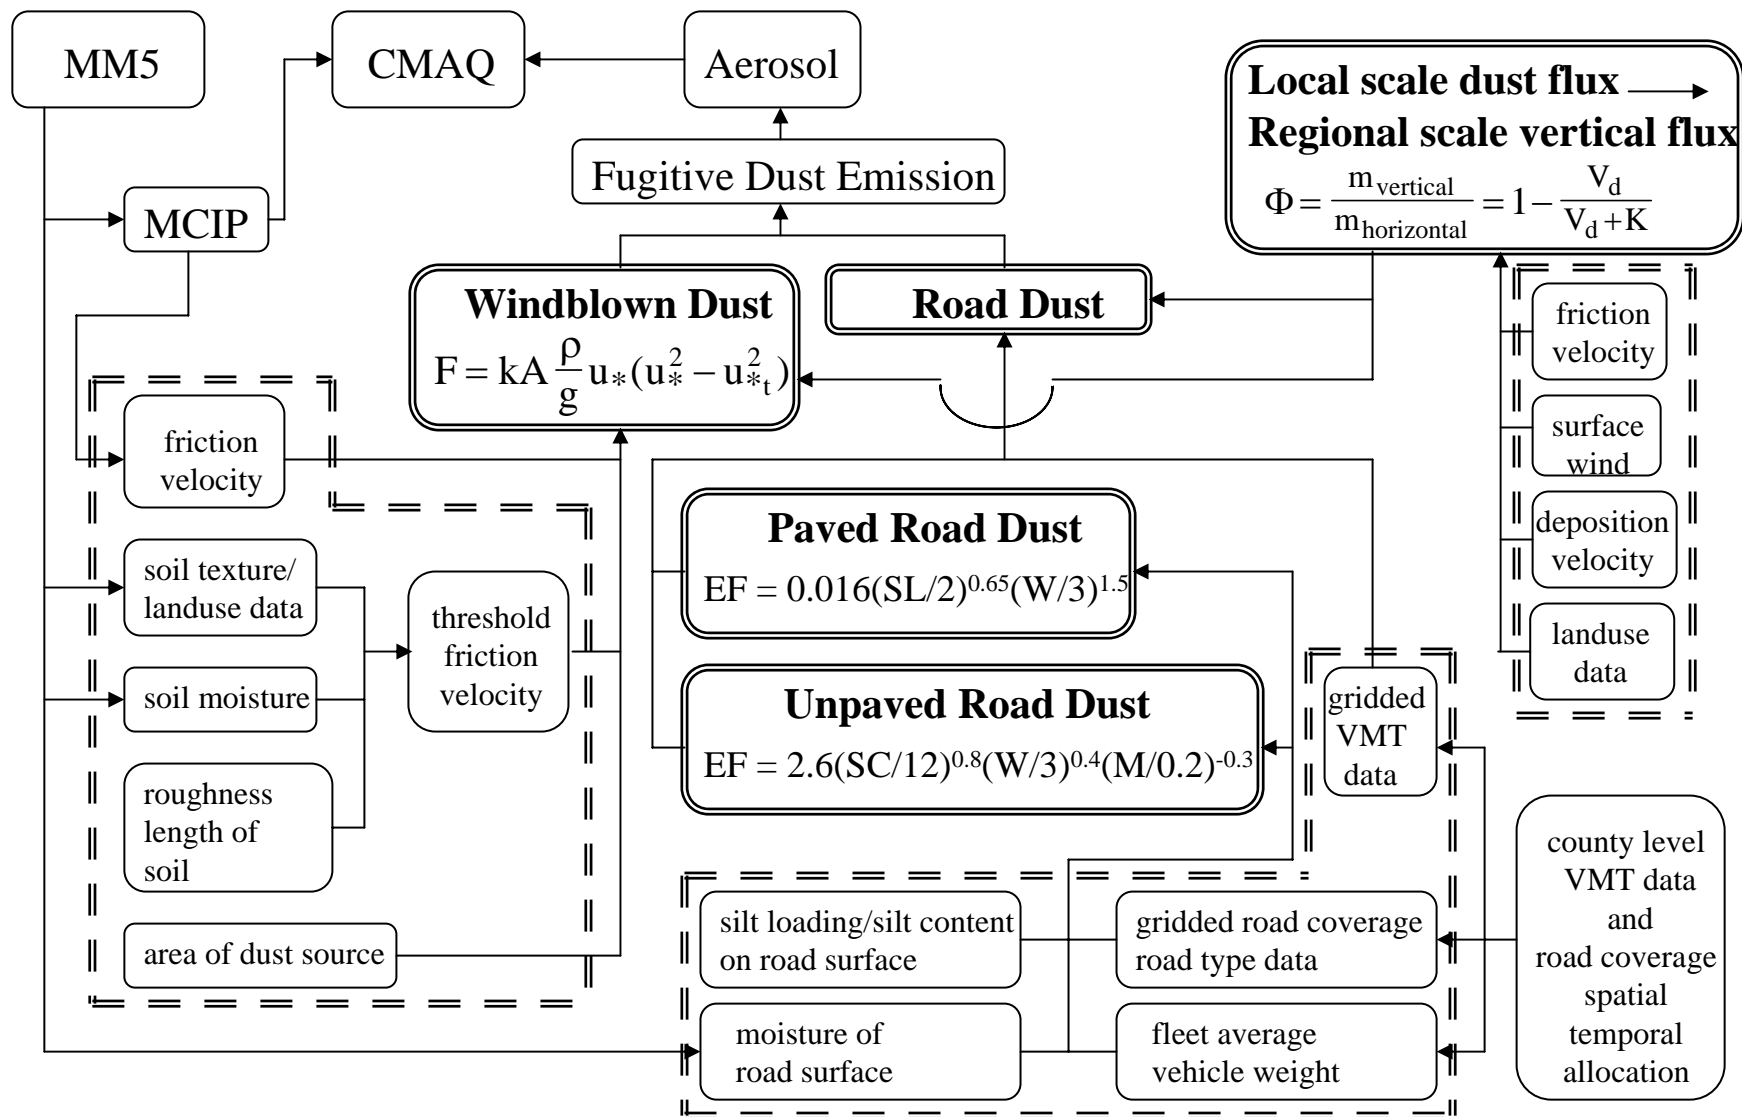 MM5
CMAQ
Aerosol
Local scale dust flux
Regional scale vertical flux
Φ = m_vertical / m_horizontal = 1 − V_d / (V_d + K)
Fugitive Dust Emission
MCIP
Windblown Dust
F = kA ρ/g u_*(u_*^2 − u_*t^2)
Road Dust
friction
velocity
surface
wind
deposition
velocity
landuse
data
friction
velocity
soil texture/
landuse data
threshold
friction
velocity
soil moisture
roughness
length of
soil
area of dust source
Paved Road Dust
EF = 0.016(SL/2)^0.65(W/3)^1.5
Unpaved Road Dust
EF = 2.6(SC/12)^0.8(W/3)^0.4(M/0.2)^-0.3
gridded
VMT
data
silt loading/silt content
on road surface
gridded road coverage
road type data
moisture of
road surface
fleet average
vehicle weight
county level
VMT data
and
road coverage
spatial
temporal
allocation